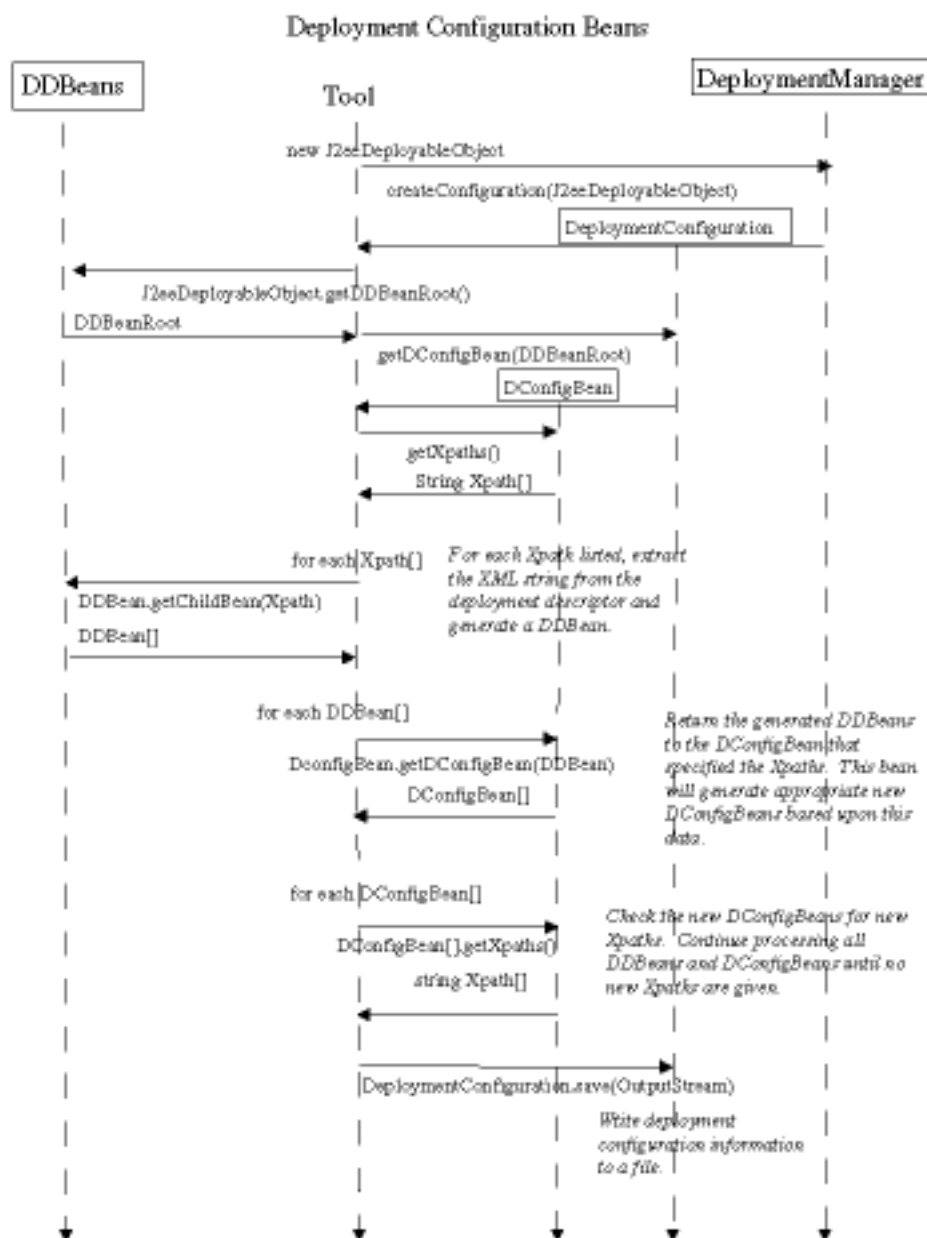 Deployment Configuration Beans
DDBeans
Tool
DeploymentManager
new J2eeDeployableObject
createConfiguration(J2eeDeployableObject)
DeploymentConfiguration
J2eeDeployableObject.getDDBeanRoot()
DDBeanRoot
getDConfigBean(DDBeanRoot)
DConfigBean
getXpaths()
String Xpath[]
for each Xpath[]
For each Xpath listed, extract
the XML string from the
deployment descriptor and
generate a DDBean.
DDBean.getChildBean(Xpath)
DDBean[]
for each DDBean[]
DconfigBean.getDConfigBean(DDBean)
DConfigBean[]
Return the generated DDBeans
to the DConfigBean that
specified the Xpaths. This bean
will generate appropriate new
DConfigBeans based upon this
data.
for each DConfigBean[]
DConfigBean[].getXpaths()
string Xpath[]
Check the new DConfigBeans for new
Xpaths. Continue processing all
DDBeans and DConfigBeans until no
new Xpaths are given.
DeploymentConfiguration.save(OutputStream)
Write deployment
configuration information
to a file.